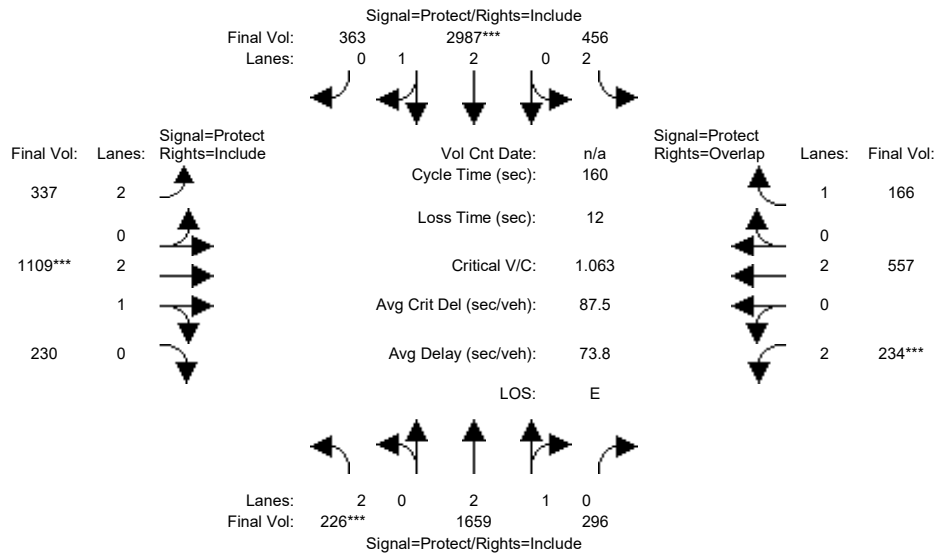 Signal=Protect/Rights=Include
Final Vol: 363 2987*** 456
Lanes: 0 1 2 0 2
Signal=Protect
Final Vol: Lanes: Rights=Include
Vol Cnt Date: n/a
Signal=Protect
Rights=Overlap Lanes: Final Vol:
Cycle Time (sec): 160
337 2
1 166
Loss Time (sec): 12
0
0
1109*** 2
Critical V/C: 1.063
2 557
1
Avg Crit Del (sec/veh): 87.5
0
230 0
Avg Delay (sec/veh): 73.8
2 234***
LOS: E
Lanes: 2 0 2 1 0
Final Vol: 226*** 1659 296
Signal=Protect/Rights=Include